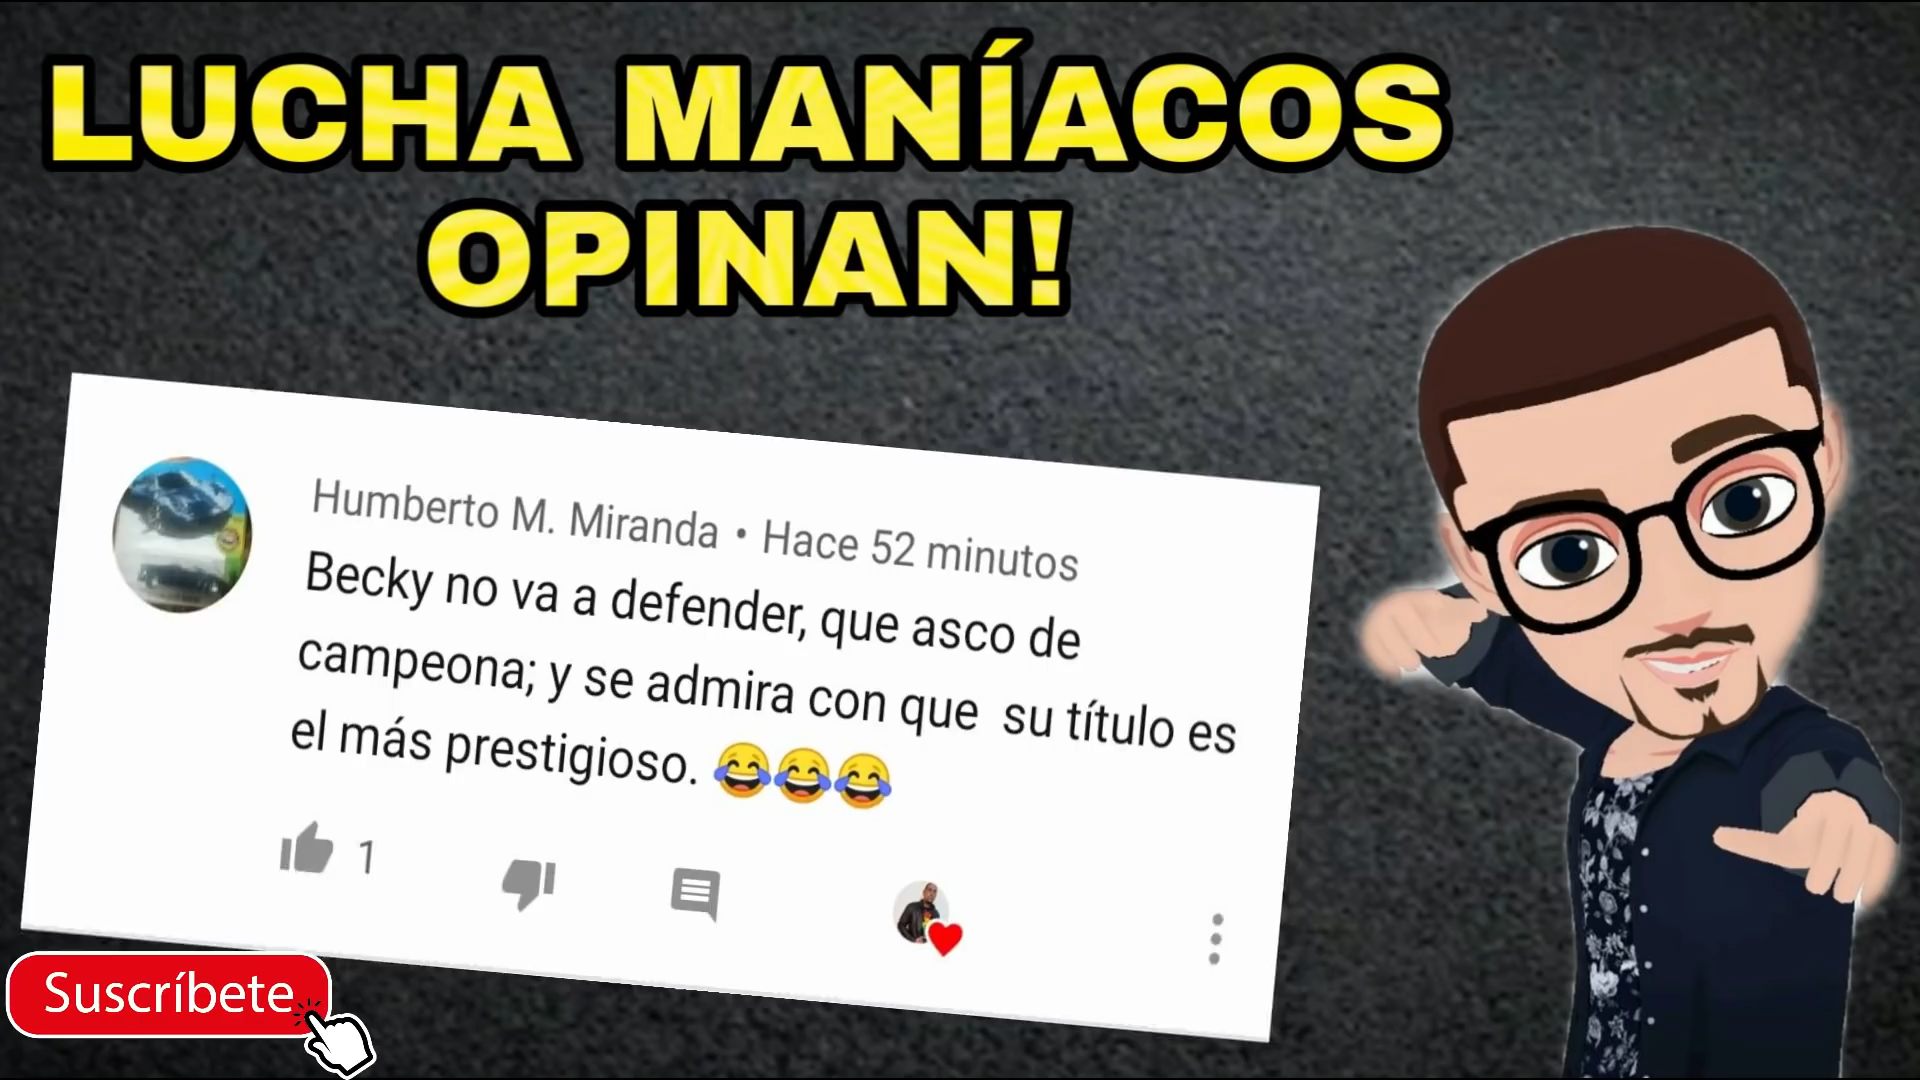 LUCHA MANÍACOS
OPINAN!
Humberto M. Miranda • Hace 52 minutos
Becky no va a defender, que asco de
campeona; y se admira con que su título es
el más prestigioso. 😂😂😂
1
Suscríbete